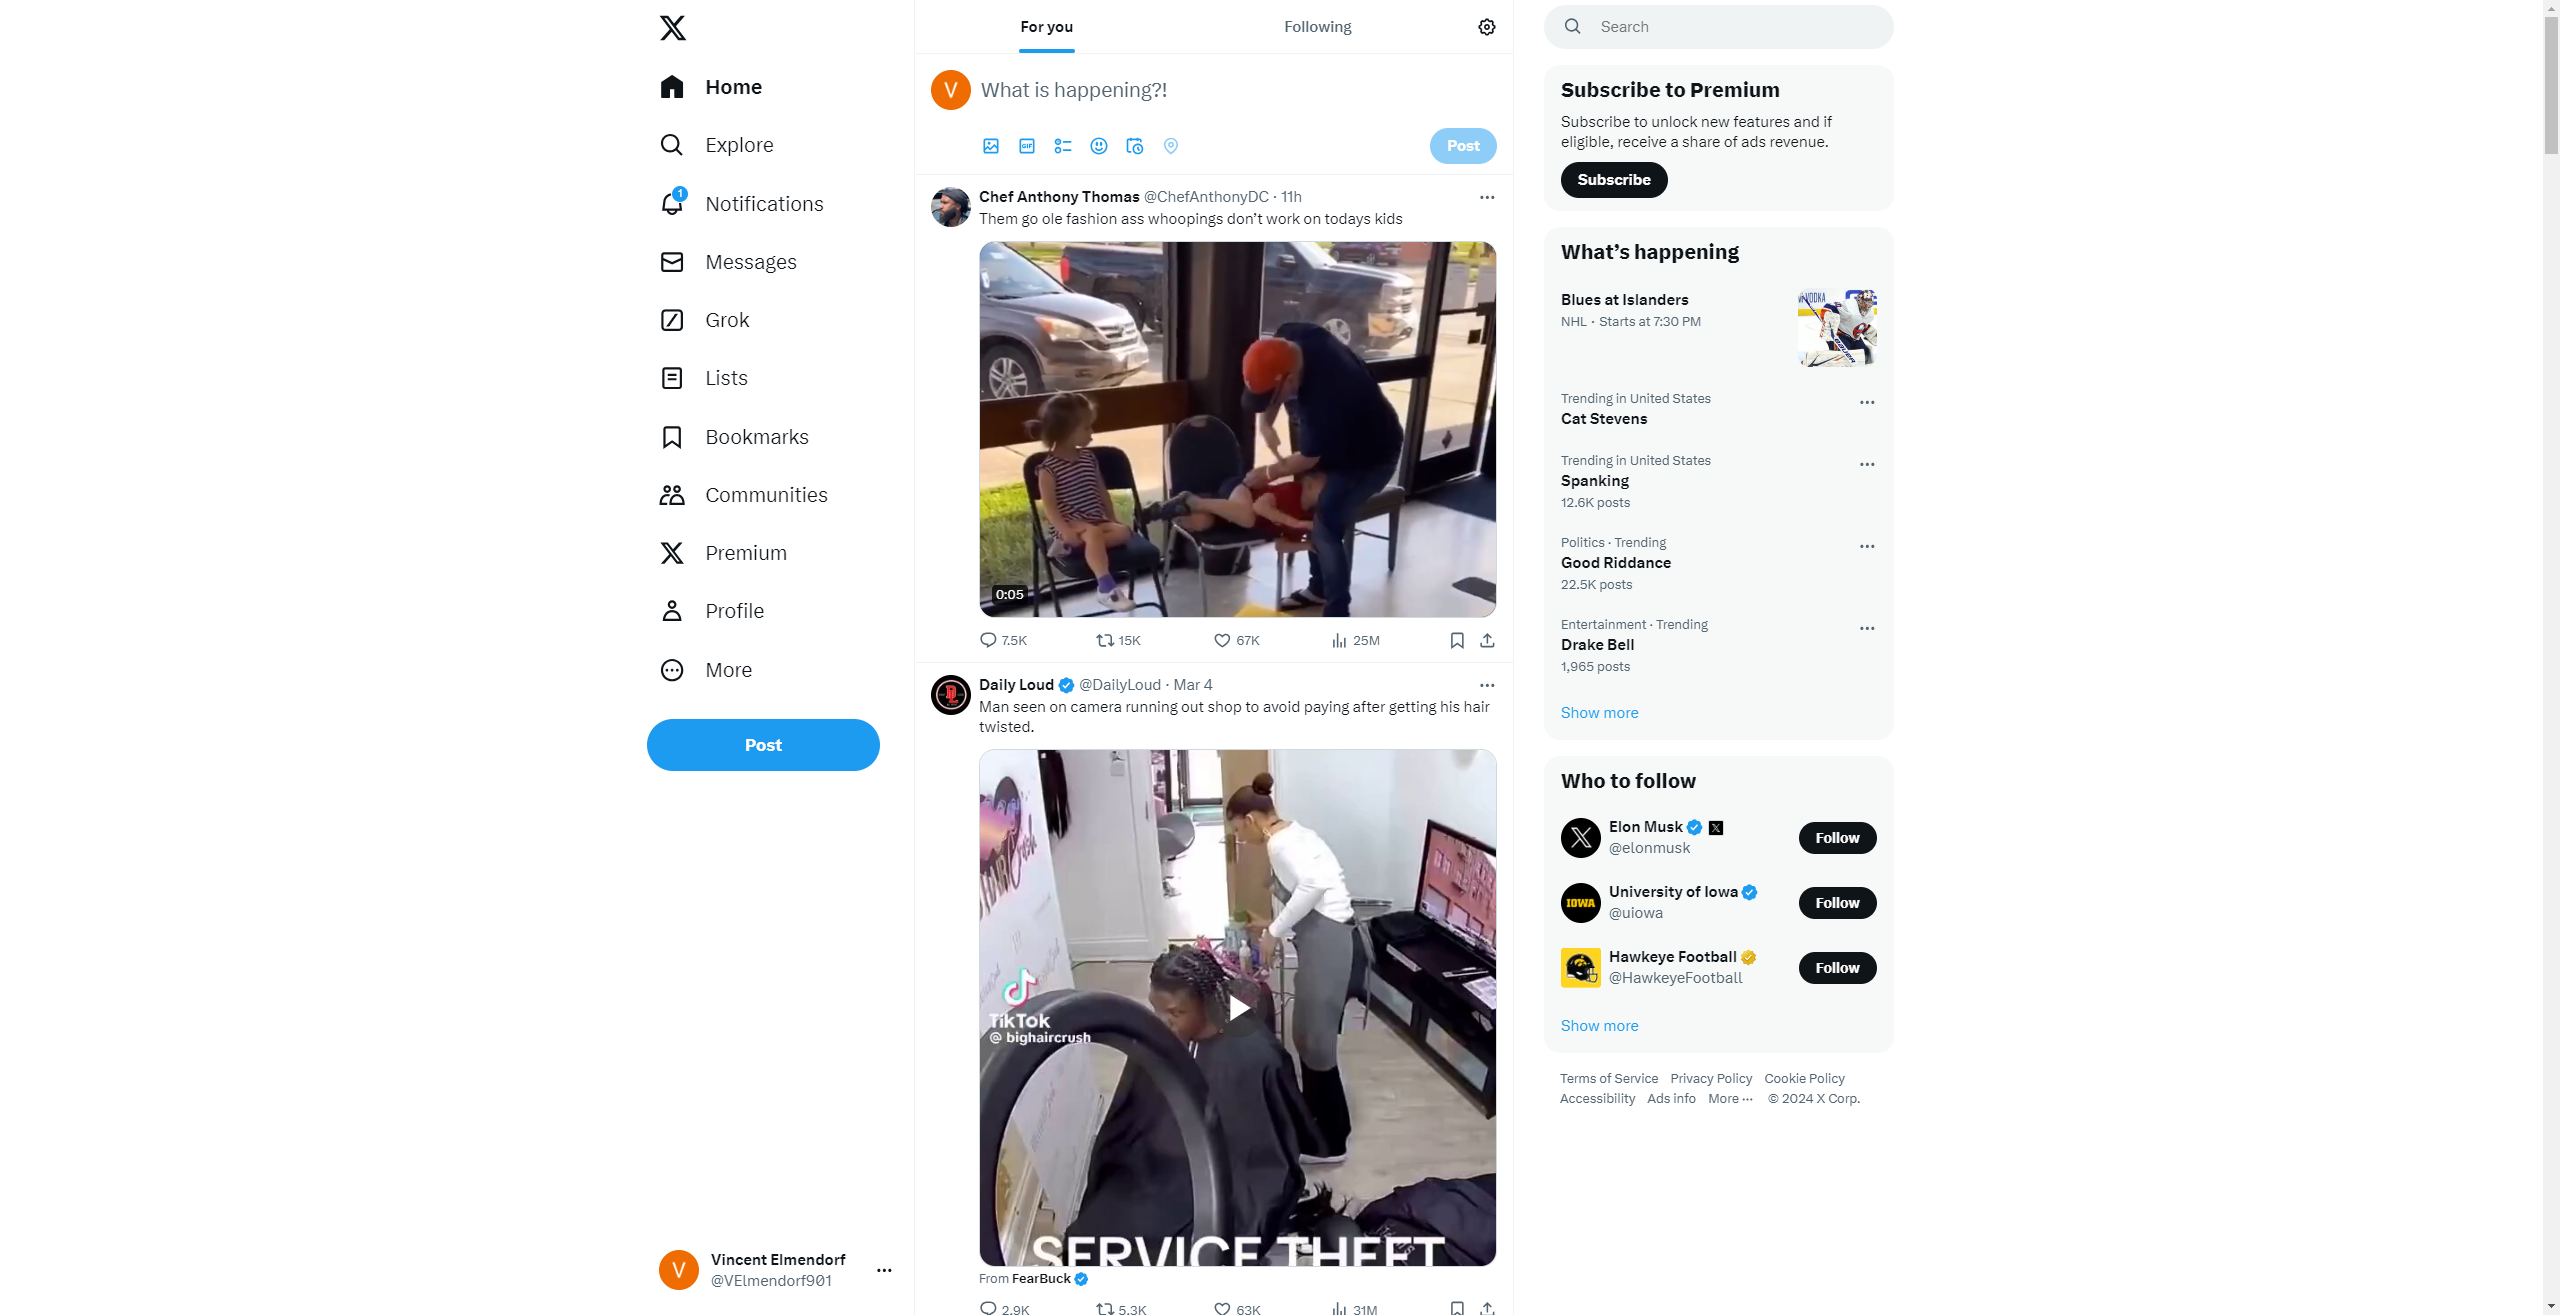 Home
Explore
1
Notifications
Messages
Grok
Lists
Bookmarks
Communities
Premium
Profile
More
Post
Vincent Elmendorf
@VElmendorf901
For you
Following
V
What is happening?!
GIF
Post
Chef Anthony Thomas @ChefAnthonyDC · 11h
Them go ole fashion ass whoopings don’t work on todays kids
0:05
7.5K 15K 67K 25M
Daily Loud @DailyLoud · Mar 4
Man seen on camera running out shop to avoid paying after getting his hair
twisted.
TikTok
@ bighaircrush
SERVICE THEFT
From FearBuck
2.9K 5.3K 63K 31M
Search
Subscribe to Premium
Subscribe to unlock new features and if
eligible, receive a share of ads revenue.
Subscribe
What’s happening
Blues at Islanders
NHL · Starts at 7:30 PM
Trending in United States
Cat Stevens
Trending in United States
Spanking
12.6K posts
Politics · Trending
Good Riddance
22.5K posts
Entertainment · Trending
Drake Bell
1,965 posts
Show more
Who to follow
Elon Musk
@elonmusk
Follow
IOWA
University of Iowa
@uiowa
Follow
Hawkeye Football
@HawkeyeFootball
Follow
Show more
Terms of Service Privacy Policy Cookie Policy
Accessibility Ads info More ··· © 2024 X Corp.
V